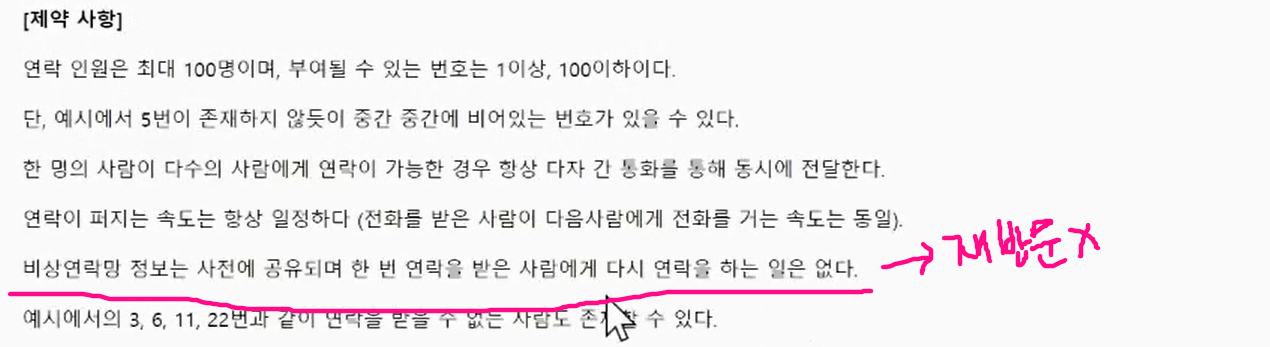 [제약 사항]
연락 인원은 최대 100명이며, 부여될 수 있는 번호는 1이상, 100이하이다.
단, 예시에서 5번이 존재하지 않듯이 중간 중간에 비어있는 번호가 있을 수 있다.
한 명의 사람이 다수의 사람에게 연락이 가능한 경우 항상 다자 간 통화를 통해 동시에 전달한다.
연락이 퍼지는 속도는 항상 일정하다 (전화를 받은 사람이 다음사람에게 전화를 거는 속도는 동일).
비상연락망 정보는 사전에 공유되며 한 번 연락을 받은 사람에게 다시 연락을 하는 일은 없다. → 재방문 X
예시에서의 3, 6, 11, 22번과 같이 연락을 받을 수 없는 사람도 존재할 수 있다.